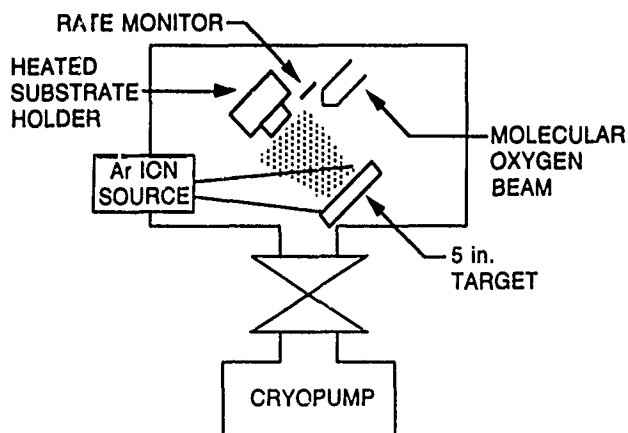 RATE MONITOR
HEATED
SUBSTRATE
HOLDER
MOLECULAR
OXYGEN
BEAM
Ar ION
SOURCE
5 in.
TARGET
CRYOPUMP